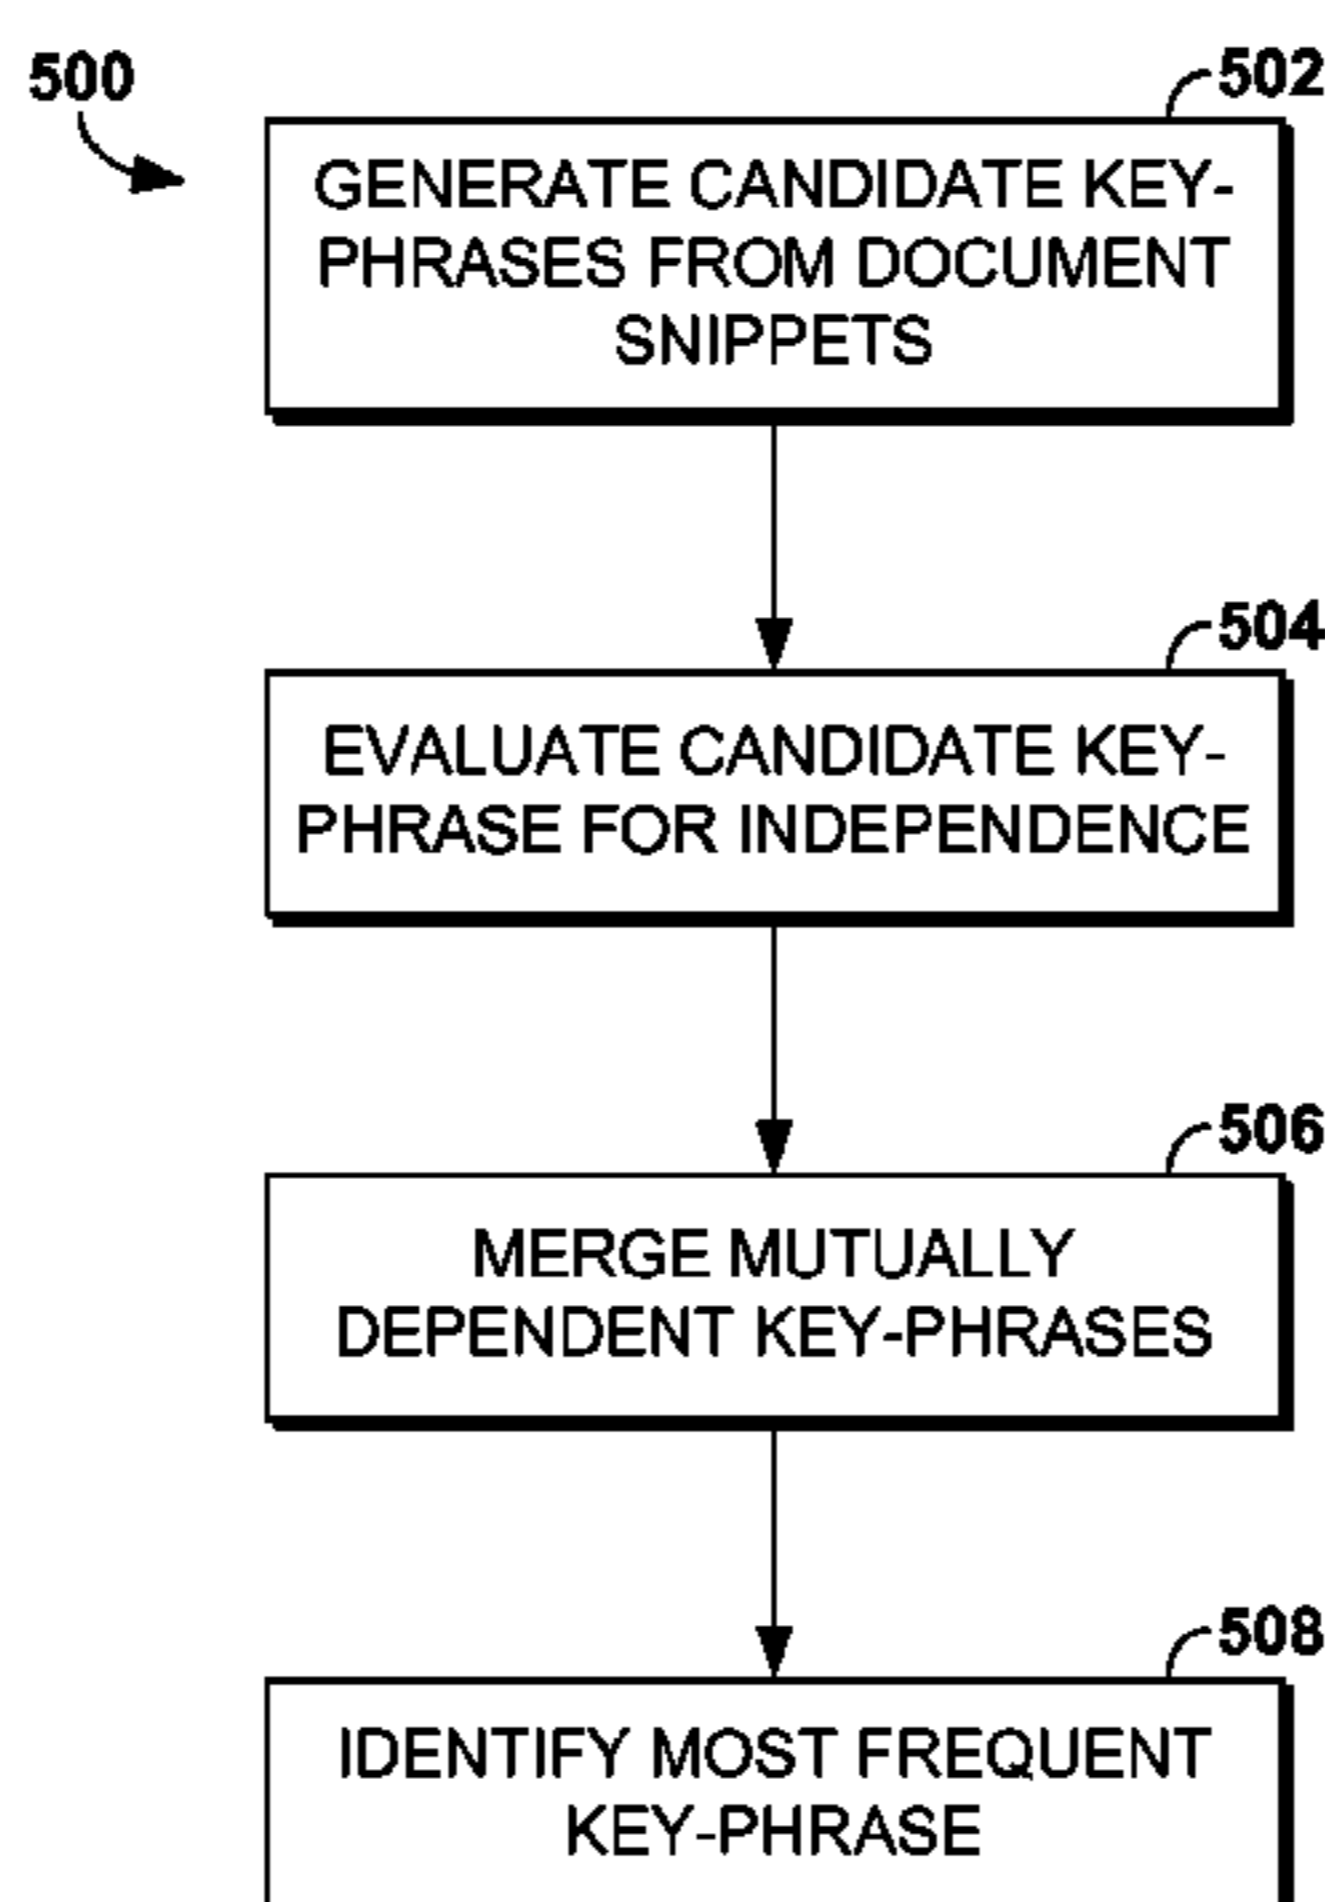 500
502
GENERATE CANDIDATE KEY-
PHRASES FROM DOCUMENT
SNIPPETS
504
EVALUATE CANDIDATE KEY-
PHRASE FOR INDEPENDENCE
506
MERGE MUTUALLY
DEPENDENT KEY-PHRASES
508
IDENTIFY MOST FREQUENT
KEY-PHRASE